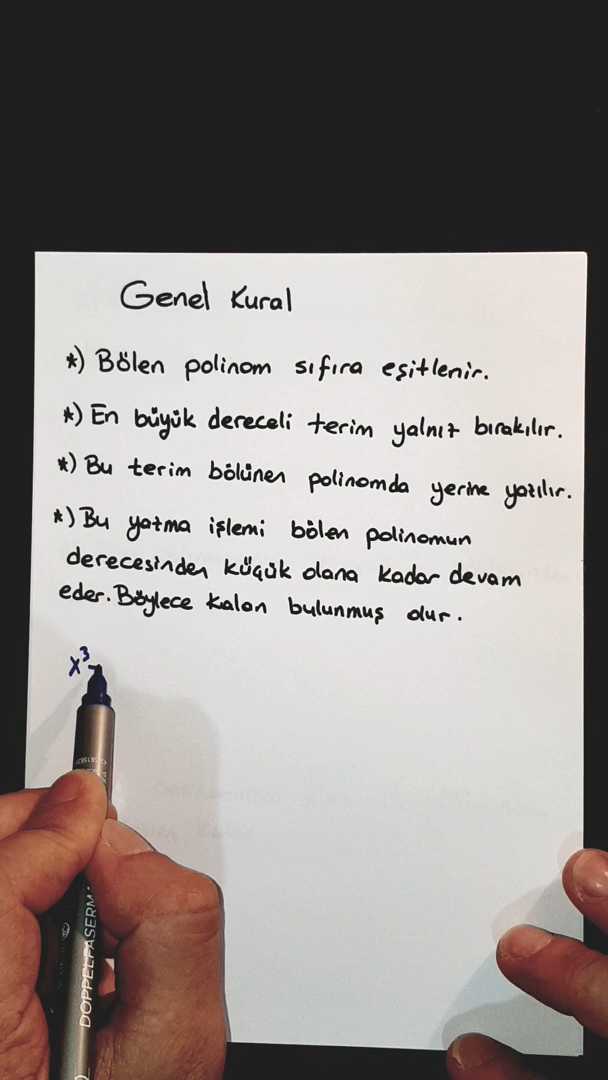 Genel Kural
*) Bölen polinom sıfıra eşitlenir.
*) En büyük dereceli terim yalnız bırakılır.
*) Bu terim bölünen polinomda yerine yazılır.
*) Bu yazma işlemi bölen polinomun
derecesinden küçük olana kadar devam
eder. Böylece kalan bulunmuş olur.
x³-
DOPPELFASERM